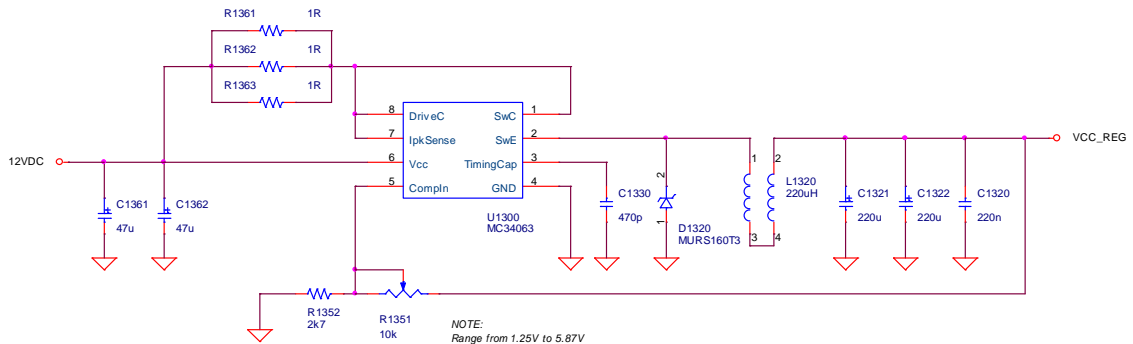 R1361 1R
R1362 1R
R1363 1R
8 DriveC SwC 1
7 IpkSense SwE 2
6 Vcc TimingCap 3
5 CompIn GND 4
U1300
MC34063
12VDC
C1361
47u
C1362
47u
C1330
470p
2
1
D1320
MURS160T3
1 2
3 4
L1320
220uH
C1321
220u
C1322
220u
C1320
220n
VCC_REG
R1352
2k7
R1351
10k
NOTE:
Range from 1.25V to 5.87V